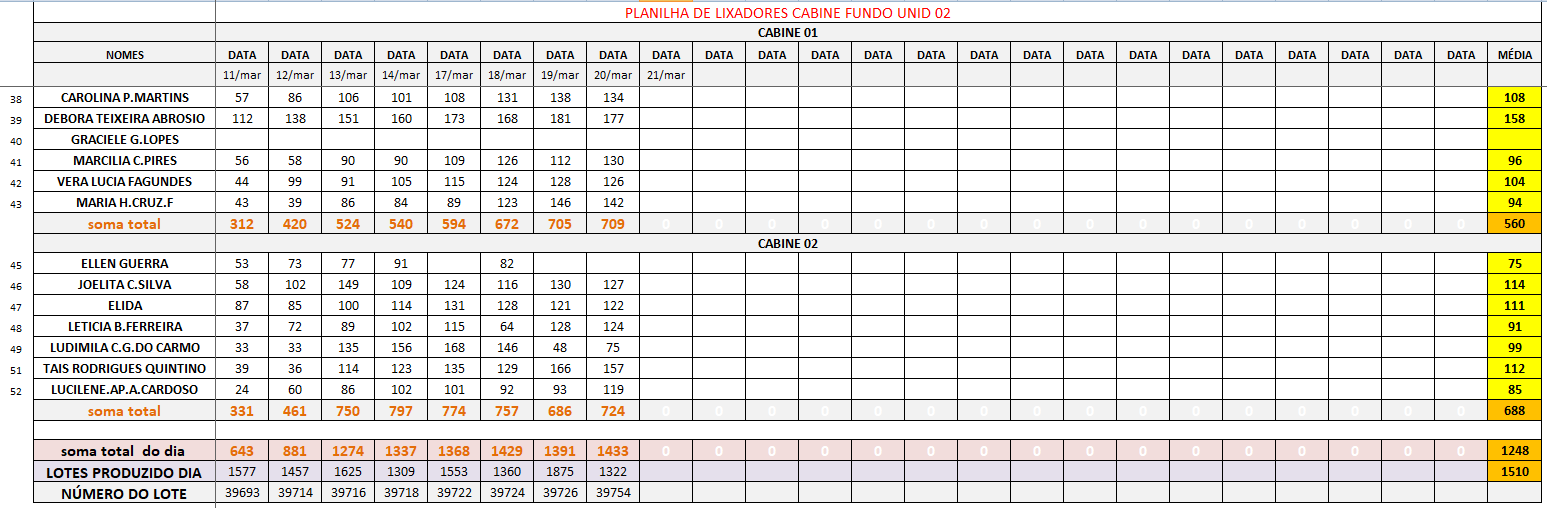 PLANILHA DE LIXADORES CABINE FUNDO UNID 02
CABINE 01
NOMES DATA DATA DATA DATA DATA DATA DATA DATA DATA DATA DATA DATA DATA DATA DATA DATA DATA DATA DATA DATA DATA DATA DATA DATA MÉDIA
11/mar 12/mar 13/mar 14/mar 17/mar 18/mar 19/mar 20/mar 21/mar
38 CAROLINA P.MARTINS 57 86 106 101 108 131 138 134 108
39 DEBORA TEIXEIRA ABROSIO 112 138 151 160 173 168 181 177 158
40 GRACIELE G.LOPES
41 MARCILIA C.PIRES 56 58 90 90 109 126 112 130 96
42 VERA LUCIA FAGUNDES 44 99 91 105 115 124 128 126 104
43 MARIA H.CRUZ.F 43 39 86 84 89 123 146 142 94
soma total 312 420 524 540 594 672 705 709 0 0 0 0 0 0 0 0 0 0 0 0 0 0 0 0 560
CABINE 02
45 ELLEN GUERRA 53 73 77 91 82 75
46 JOELITA C.SILVA 58 102 149 109 124 116 130 127 114
47 ELIDA 87 85 100 114 131 128 121 122 111
48 LETICIA B.FERREIRA 37 72 89 102 115 64 128 124 91
49 LUDIMILA C.G.DO CARMO 33 33 135 156 168 146 48 75 99
51 TAIS RODRIGUES QUINTINO 39 36 114 123 135 129 166 157 112
52 LUCILENE.AP.A.CARDOSO 24 60 86 102 101 92 93 119 85
soma total 331 461 750 797 774 757 686 724 0 0 0 0 0 0 0 0 0 0 0 0 0 0 0 0 688
soma total do dia 643 881 1274 1337 1368 1429 1391 1433 0 0 0 0 0 0 0 0 0 0 0 0 0 0 0 0 1248
LOTES PRODUZIDO DIA 1577 1457 1625 1309 1553 1360 1875 1322 1510
NÚMERO DO LOTE 39693 39714 39716 39718 39722 39724 39726 39754